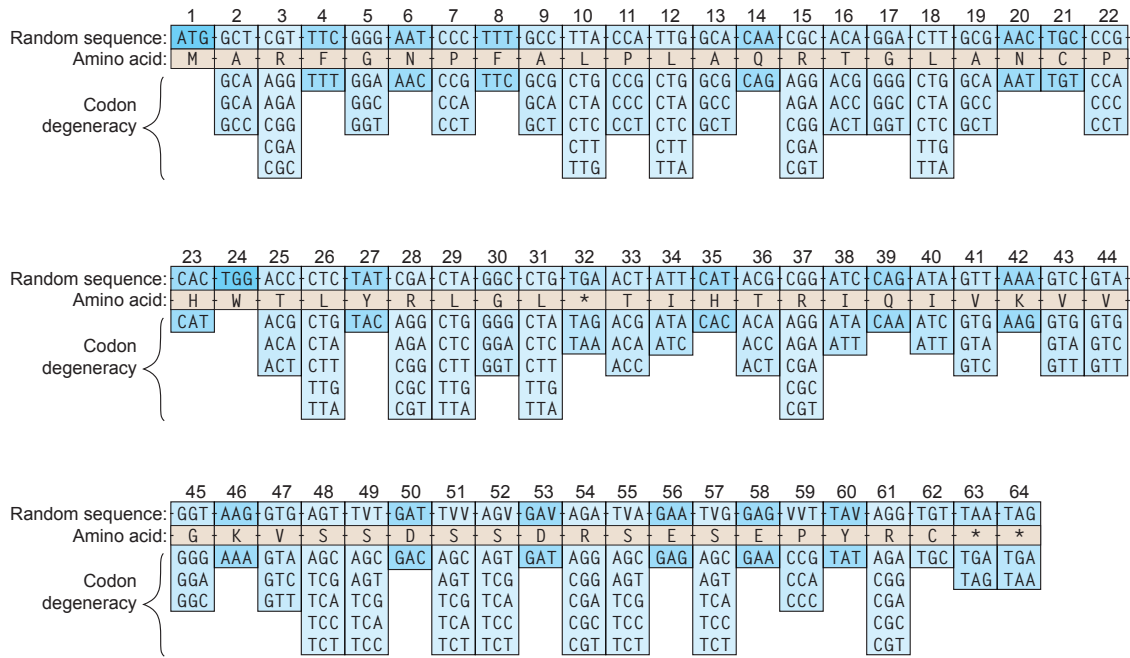 1 2 3 4 5 6 7 8 9 10 11 12 13 14 15 16 17 18 19 20 21 22
Random sequence: ATG GCT CGT TTC GGG AAT CCC TTT GCC TTA CCA TTG GCA CAA CGC ACA GGA CTT GCG AAC TGC CCG
Amino acid: M A R F G N P F A L P L A Q R T G L A N C P
Codon degeneracy
GCA AGG TTT GGA AAC CCG TTC GCG CTG CCG CTG GCG CAG AGG ACG GGG CTG GCA AAT TGT CCA
GCA AGA GGC CCA GCA CTA CCC CTA GCC AGA ACC GGC CTA GCC CCC
GCC CGG GGT CCT GCT CTC CCT CTC GCT CGG ACT GGT CTC GCT CCT
CGA CTT CTT CGA TTG
CGC TTG TTA CGT TTA
23 24 25 26 27 28 29 30 31 32 33 34 35 36 37 38 39 40 41 42 43 44
Random sequence: CAC TGG ACC CTC TAT CGA CTA GGC CTG TGA ACT ATT CAT ACG CGG ATC CAG ATA GTT AAA GTC GTA
Amino acid: H W T L Y R L G L * T I H T R I Q I V K V V
Codon degeneracy
CAT ACG CTG TAC AGG CTG GGG CTA TAG ACG ATA CAC ACA AGG ATA CAA ATC GTG AAG GTG GTG
ACA CTA AGA CTC GGA CTC TAA ACA ATC ACC AGA ATT ATT GTA GTA GTC
ACT CTT CGG CTT GGT CTT ACC ACT CGA GTC GTT GTT
TTG CGC TTG TTG CGC
TTA CGT TTA TTA CGT
45 46 47 48 49 50 51 52 53 54 55 56 57 58 59 60 61 62 63 64
Random sequence: GGT AAG GTG AGT TVT GAT TVV AGV GAV AGA TVA GAA TVG GAG VVT TAV AGG TGT TAA TAG
Amino acid: G K V S S D S S D R S E S E P Y R C * *
Codon degeneracy
GGG AAA GTA AGC AGC GAC AGC AGT GAT AGG AGC GAG AGC GAA CCG TAT AGA TGC TGA TGA
GGA GTC TCG AGT AGT TCG CGG AGT AGT CCA CGG TAG TAA
GGC GTT TCA TCG TCG TCA CGA TCG TCA CCC CGA
TCC TCA TCA TCC CGC TCC TCC CGC
TCT TCC TCT TCT CGT TCT TCT CGT